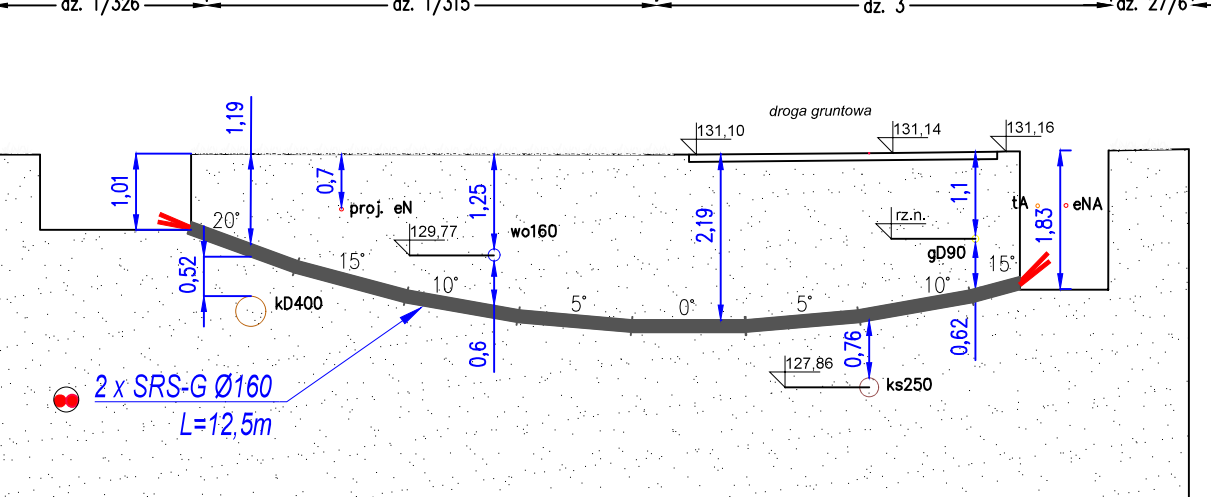 dz. 1/326
dz. 1/315
dz. 3
dz. 27/6
droga gruntowa
131,10
131,14
131,16
1,19
1,01
0,7
1,25
2,19
1,1
1,83
proj. eN
tA
eNA
rz.n.
20°
129,77
wo160
gD90
0,52
15°
15°
10°
10°
kD400
5°
0°
5°
0,6
0,76
0,62
127,86
ks250
2 x SRS-G Ø160
L=12,5m